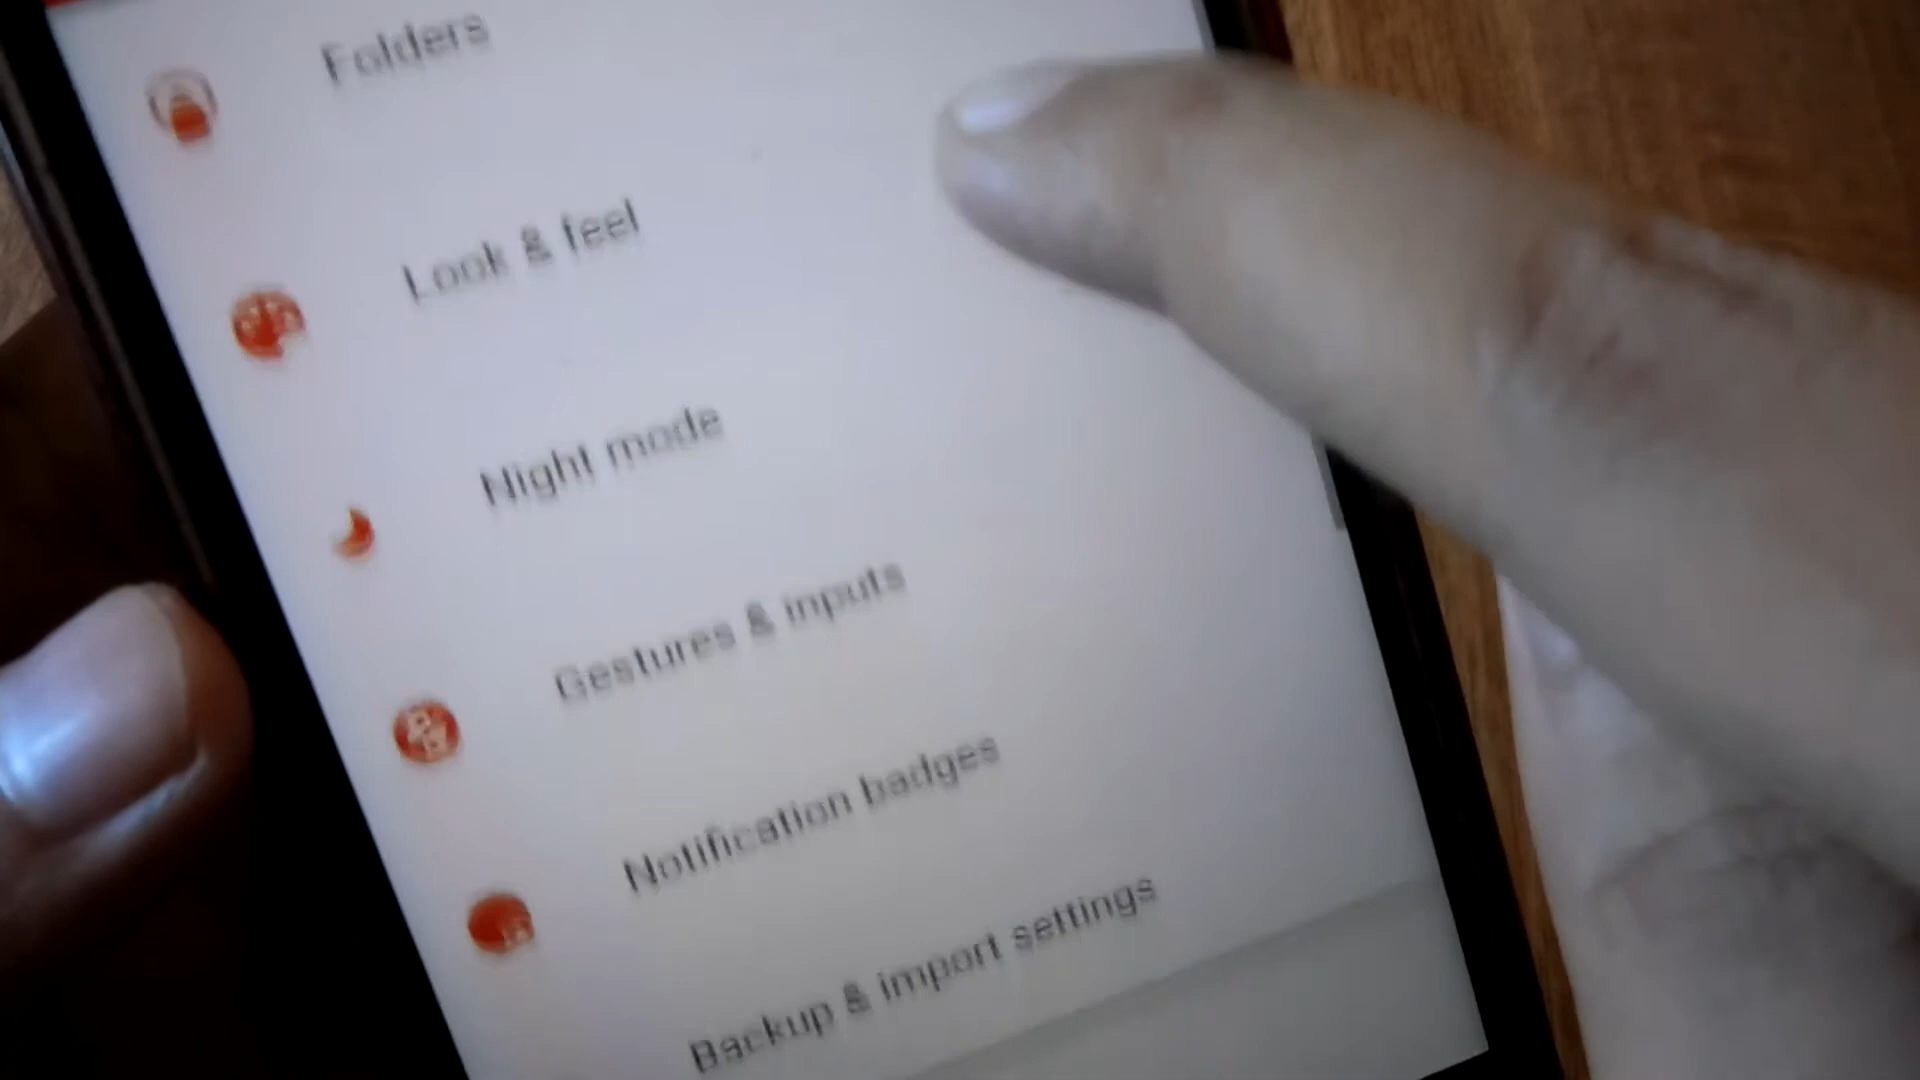 Folders
Look & feel
Night mode
Gestures & inputs
Notification badges
Backup & import settings